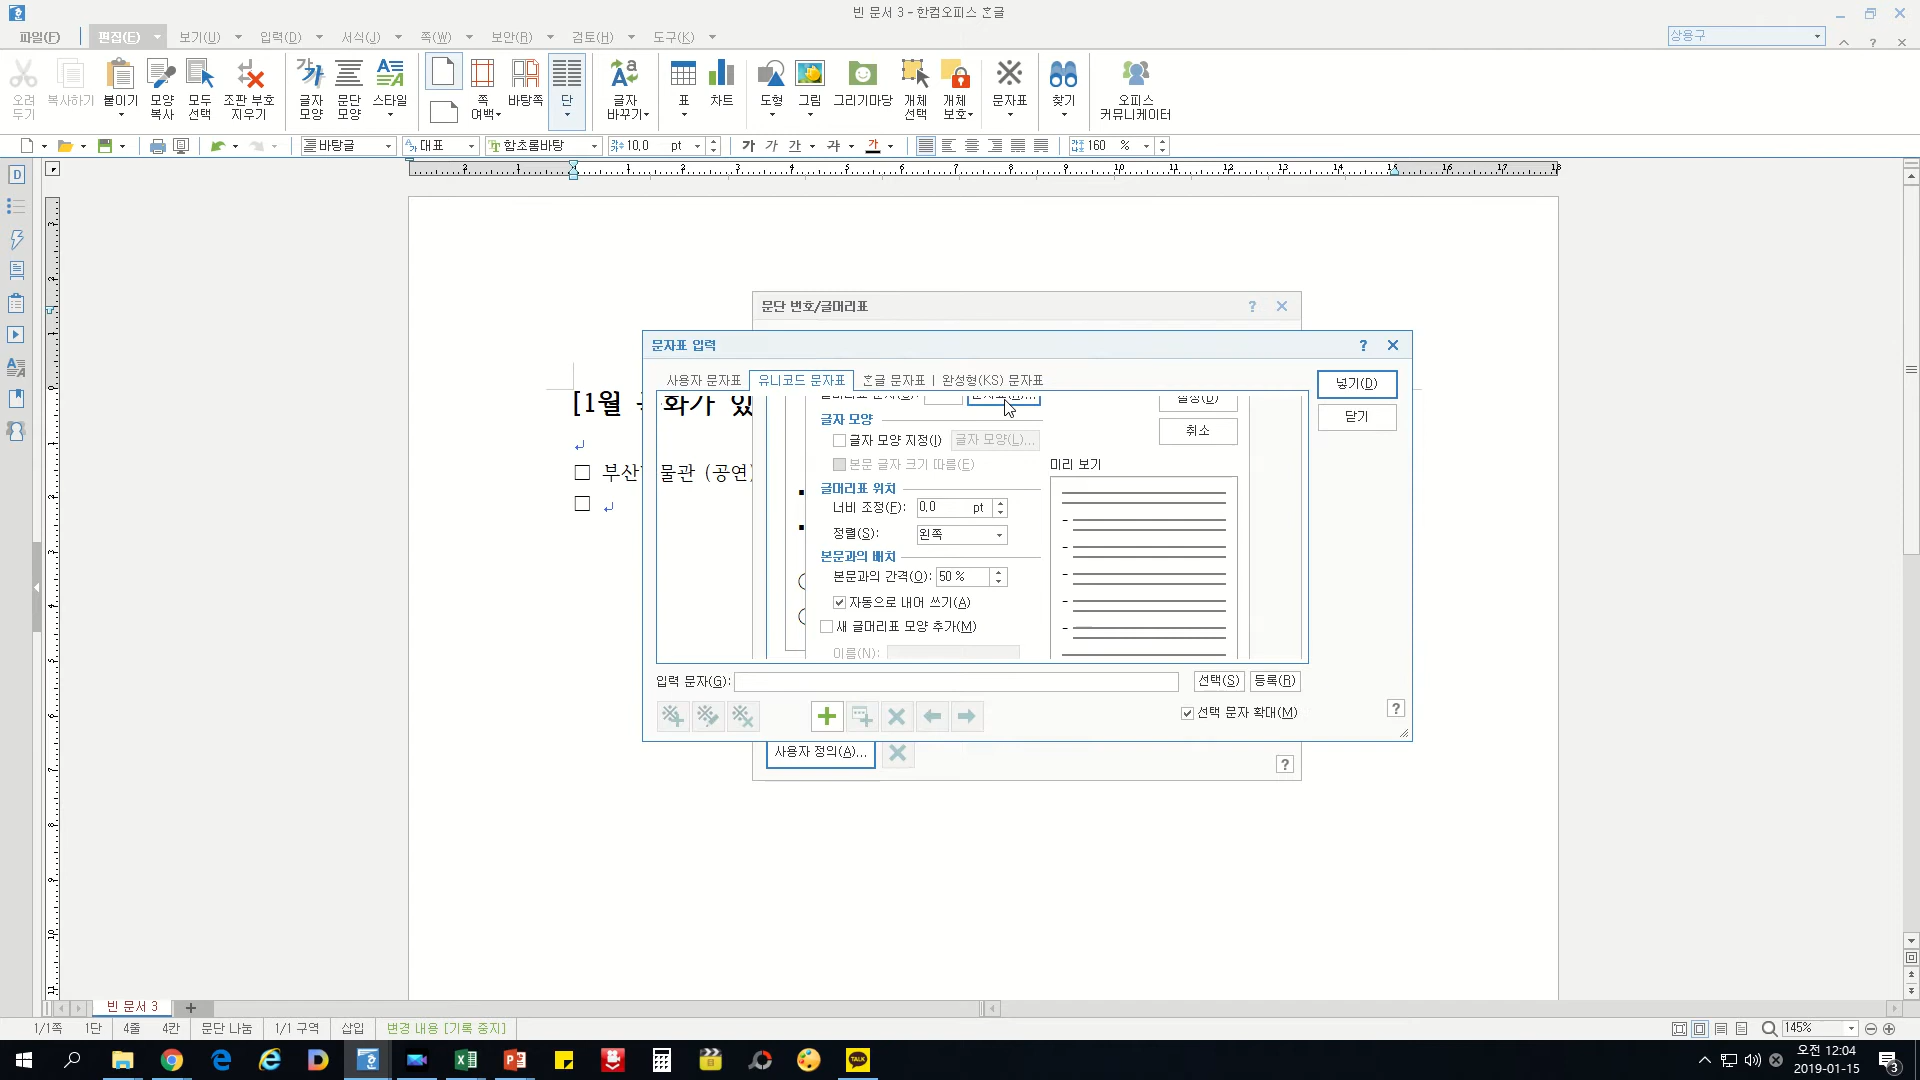 빈 문서 3 - 한컴오피스 한글
파일(F) 편집(E) 보기(U) 입력(D) 서식(J) 쪽(W) 보안(R) 검토(H) 도구(K) 상용구
오려 두기 복사하기 붙이기 모양 복사 모두 선택 조판 부호 지우기 글자 모양 문단 모양 스타일 쪽 여백 바탕쪽 단 글자 바꾸기 표 차트 도형 그림 그리기마당 개체 선택 개체 보호 문자표 찾기 오피스 커뮤니케이터
바탕글 대표 함초롬바탕 10.0 pt 가 가 가 가 가 160 %
문단 번호/글머리표
문자표 입력
사용자 문자표 유니코드 문자표 흔글 문자표 완성형(KS) 문자표
넣기(D)
닫기
[1월
화가 있
설정(D)
글자 모양
취소
글자 모양 지정(I) 글자 모양(L)...
본문 글자 크기 따름(E)
미리 보기
□ 부산
물관 (공연)
□
글머리표 위치
너비 조정(F): 0.0 pt
정렬(S): 왼쪽
본문과의 배치
본문과의 간격(O): 50 %
자동으로 내어 쓰기(A)
새 글머리표 모양 추가(M)
이름(N):
입력 문자(G): 선택(S) 등록(R)
선택 문자 확대(M)
사용자 정의(A)...
빈 문서 3
1/1쪽 1단 4줄 4칸 문단 나눔 1/1 구역 삽입 변경 내용 [기록 중지] 145%
오전 12:04
2019-01-15
TALK
3